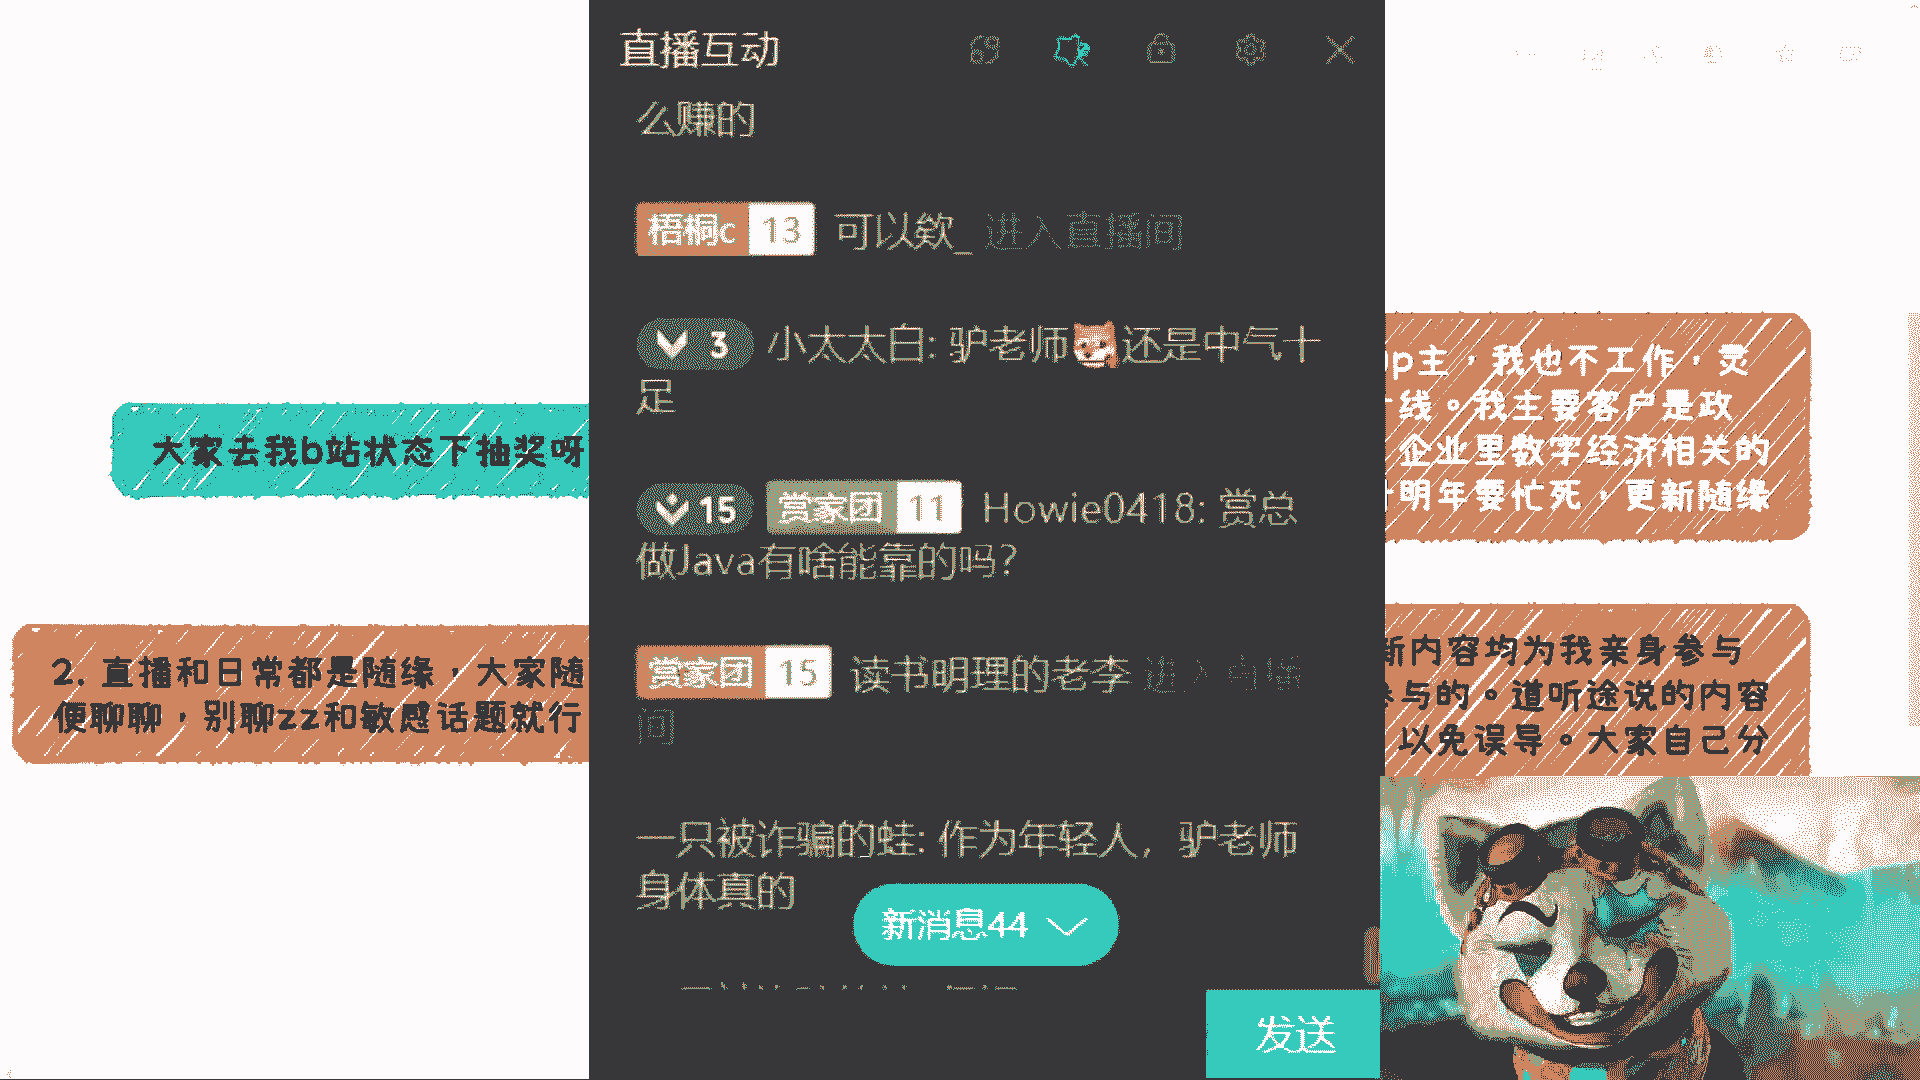 直播互动
么赚的
梧桐c 13 可以欸_ 进入直播间
3 小太太白: 驴老师还是中气十
足
15 赏家团 11 Howie0418: 赏总
做Java有啥能靠的吗?
赏家团 15 读书明理的老李 进入直播
间
一只被诈骗的蛙: 作为年轻人，驴老师
身体真的
新消息44
发送
大家去我b站状态下抽奖呀
2. 直播和日常都是随缘，大家随
便聊聊，别聊zz和敏感话题就行
up主，我也不工作，灵
线。我主要客户是政
企业里数字经济相关的
明年要忙死，更新随缘
新内容均为我亲身参与
参与的。道听途说的内容
以免误导。大家自己分